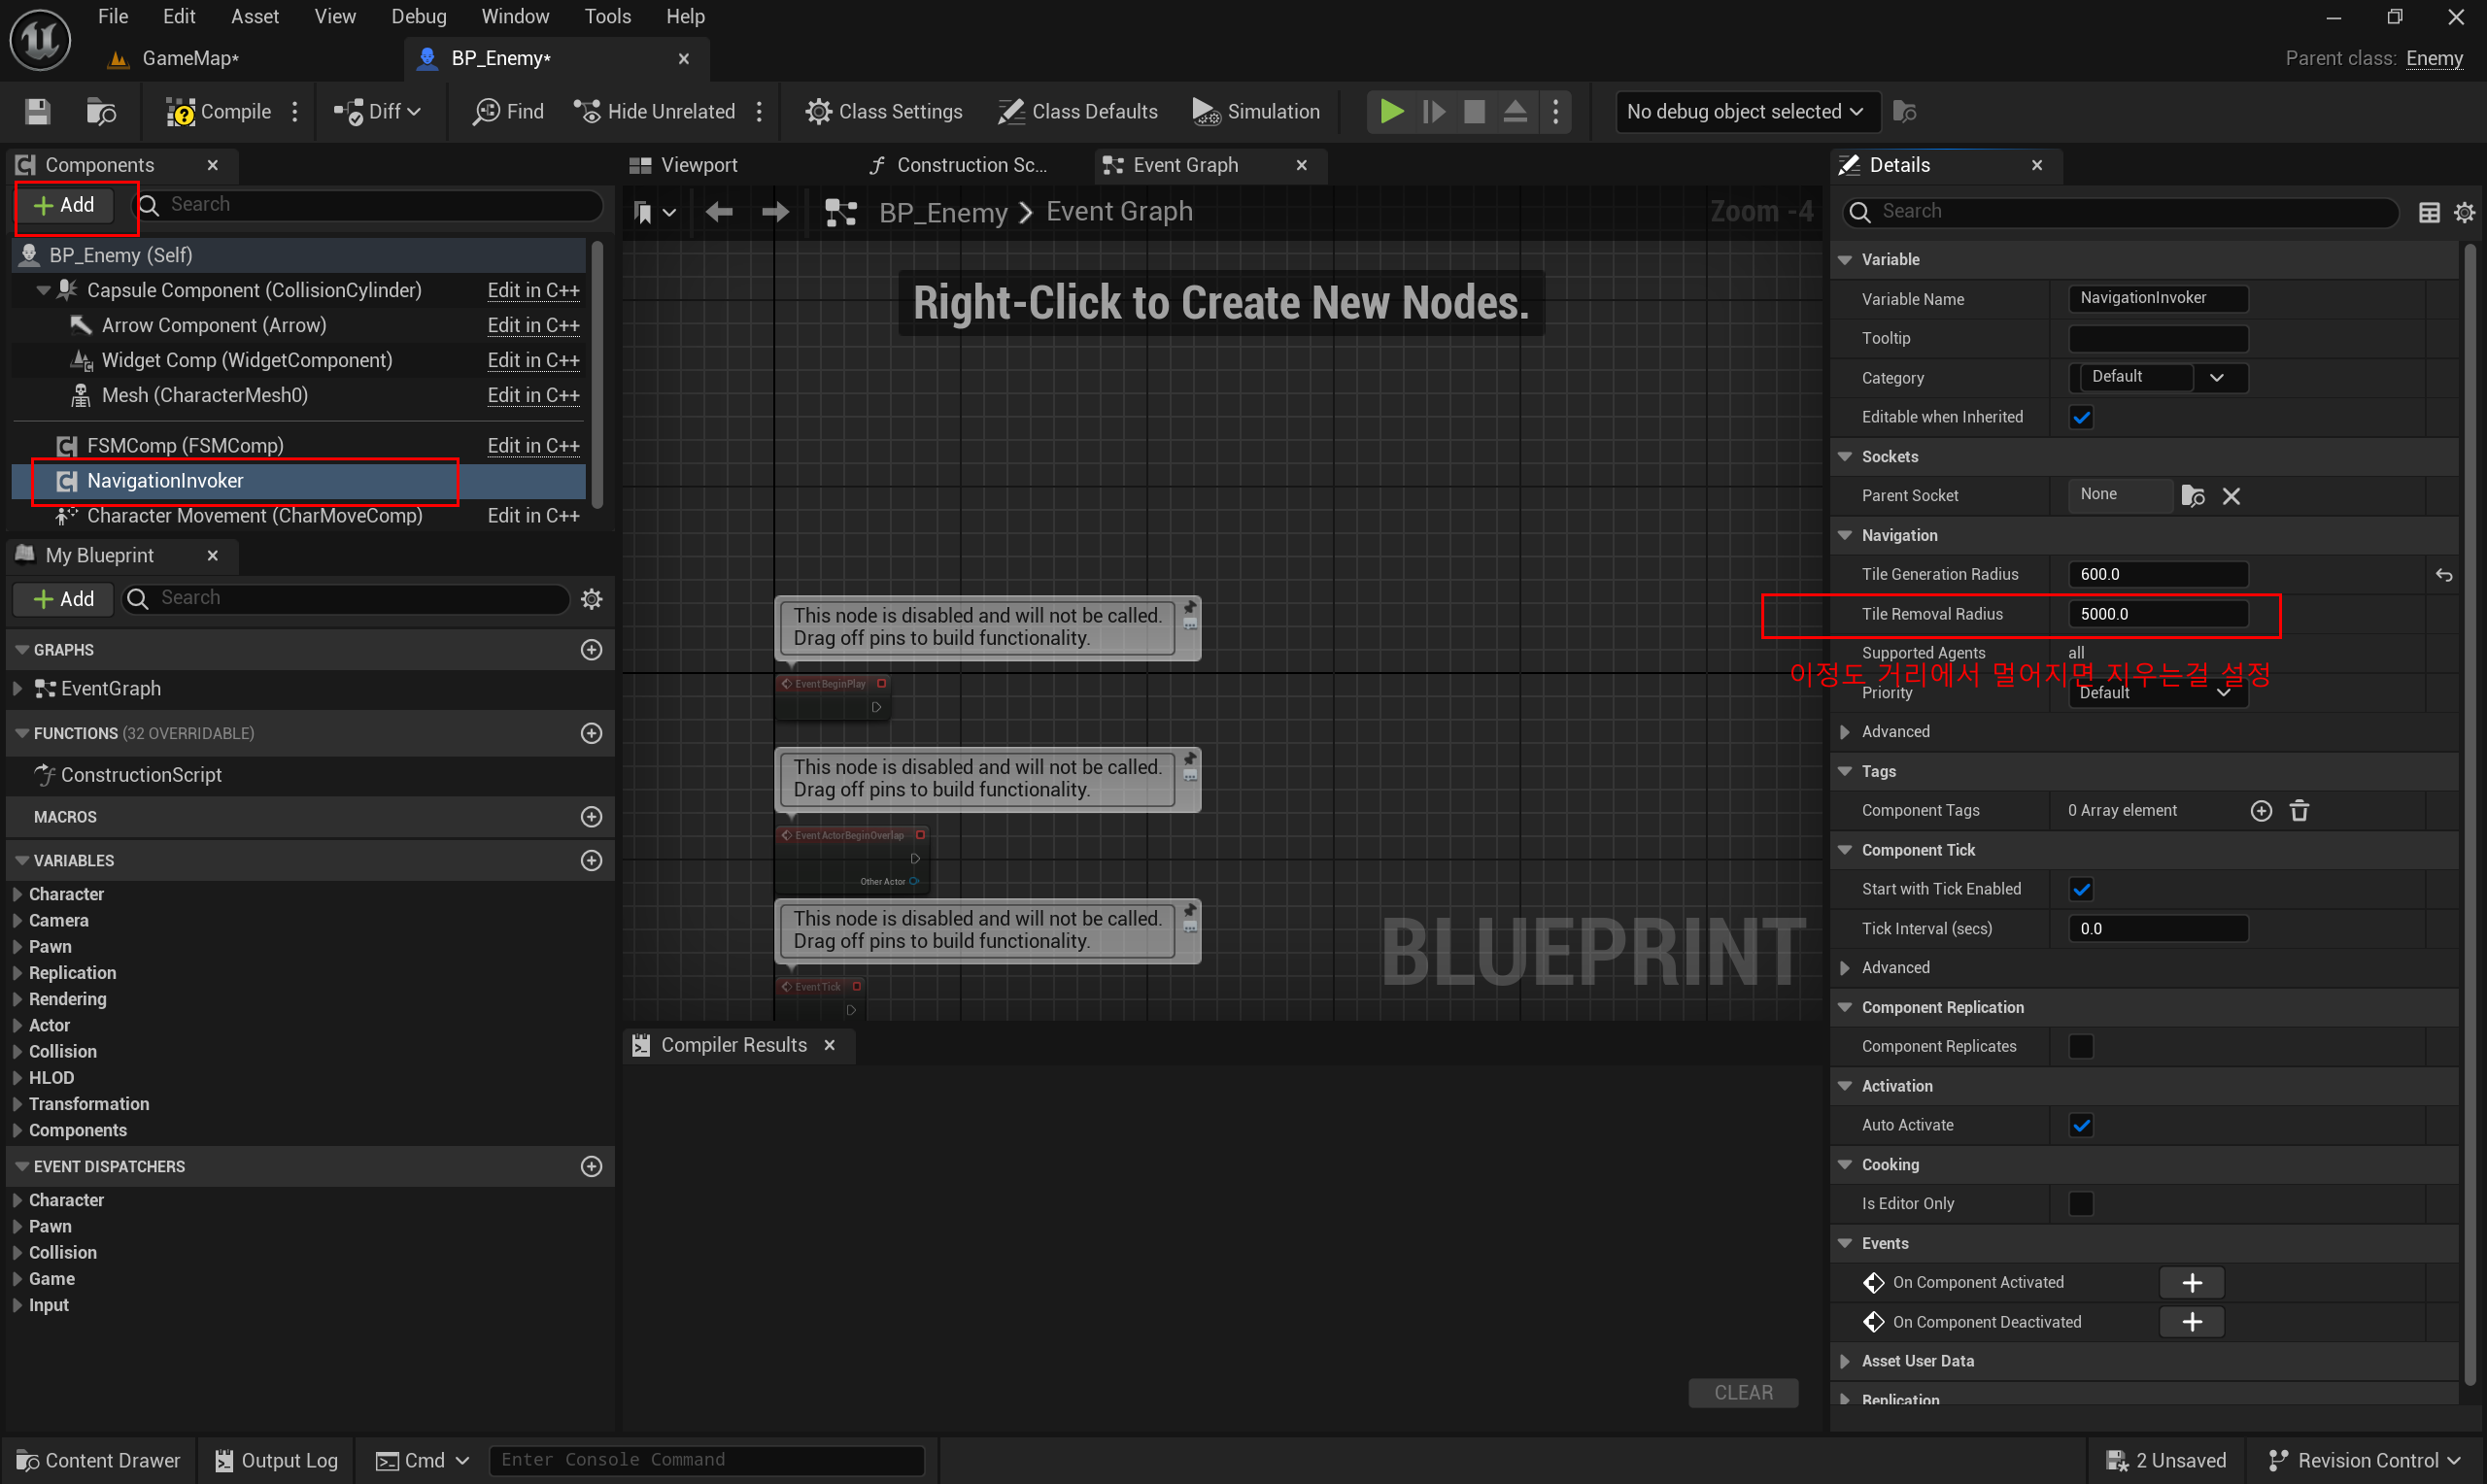 File Edit Asset View Debug Window Tools Help
GameMap* BP_Enemy* Parent class: Enemy
Compile Diff Find Hide Unrelated Class Settings Class Defaults Simulation No debug object selected
Components
Add Search
BP_Enemy (Self)
Capsule Component (CollisionCylinder) Edit in C++
Arrow Component (Arrow) Edit in C++
Widget Comp (WidgetComponent) Edit in C++
Mesh (CharacterMesh0) Edit in C++
FSMComp (FSMComp) Edit in C++
NavigationInvoker
Character Movement (CharMoveComp) Edit in C++
My Blueprint
Add Search
GRAPHS
EventGraph
FUNCTIONS (32 OVERRIDABLE)
ConstructionScript
MACROS
VARIABLES
Character
Camera
Pawn
Replication
Rendering
Actor
Collision
HLOD
Transformation
Components
EVENT DISPATCHERS
Character
Pawn
Collision
Game
Input
Viewport Construction Sc... Event Graph
BP_Enemy Event Graph Zoom -4
Right-Click to Create New Nodes.
This node is disabled and will not be called.
Drag off pins to build functionality.
Event BeginPlay
This node is disabled and will not be called.
Drag off pins to build functionality.
Event ActorBeginOverlap
Other Actor
This node is disabled and will not be called.
Drag off pins to build functionality.
Event Tick
BLUEPRINT
Compiler Results
CLEAR
Details
Search
Variable
Variable Name NavigationInvoker
Tooltip
Category Default
Editable when Inherited
Sockets
Parent Socket None
Navigation
Tile Generation Radius 600.0
Tile Removal Radius 5000.0
Supported Agents all
이정도 거리에서 멀어지면 지우는걸 설정
Priority Default
Advanced
Tags
Component Tags 0 Array element
Component Tick
Start with Tick Enabled
Tick Interval (secs) 0.0
Advanced
Component Replication
Component Replicates
Activation
Auto Activate
Cooking
Is Editor Only
Events
On Component Activated
On Component Deactivated
Asset User Data
Replication
Content Drawer Output Log Cmd Enter Console Command 2 Unsaved Revision Control